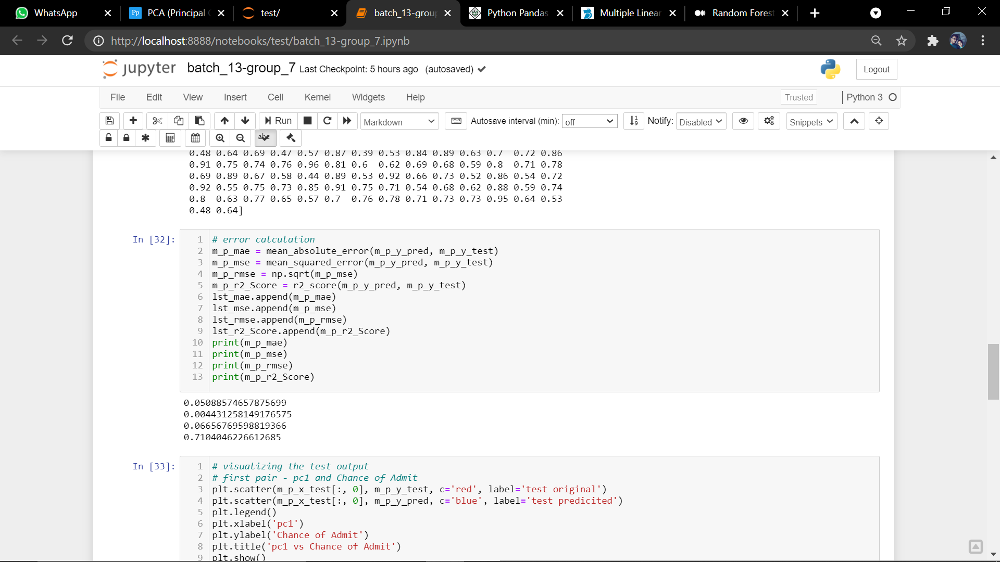 WhatsApp
PCA (Principal
test/
batch_13-grou
Python Pandas
Multiple Linear
Random Forest
http://localhost:8888/notebooks/test/batch_13-group_7.ipynb
jupyter batch_13-group_7 Last Checkpoint: 5 hours ago (autosaved)
Logout
File Edit View Insert Cell Kernel Widgets Help
Trusted
Python 3
Run
Markdown
Autosave interval (min): off
Notify: Disabled
Snippets
0.48 0.64 0.69 0.47 0.57 0.87 0.39 0.53 0.84 0.89 0.63 0.7 0.72 0.86
0.91 0.75 0.74 0.76 0.96 0.81 0.6 0.62 0.69 0.68 0.59 0.8 0.71 0.78
0.69 0.89 0.67 0.58 0.44 0.89 0.53 0.92 0.66 0.73 0.52 0.86 0.54 0.72
0.92 0.55 0.75 0.73 0.85 0.91 0.75 0.71 0.54 0.68 0.62 0.88 0.59 0.74
0.8 0.63 0.77 0.65 0.57 0.7 0.76 0.78 0.71 0.73 0.73 0.95 0.64 0.53
0.48 0.64]
In [32]:
1 # error calculation
2 m_p_mae = mean_absolute_error(m_p_y_pred, m_p_y_test)
3 m_p_mse = mean_squared_error(m_p_y_pred, m_p_y_test)
4 m_p_rmse = np.sqrt(m_p_mse)
5 m_p_r2_Score = r2_score(m_p_y_pred, m_p_y_test)
6 lst_mae.append(m_p_mae)
7 lst_mse.append(m_p_mse)
8 lst_rmse.append(m_p_rmse)
9 lst_r2_Score.append(m_p_r2_Score)
10 print(m_p_mae)
11 print(m_p_mse)
12 print(m_p_rmse)
13 print(m_p_r2_Score)
0.05088574657875699
0.004431258149176575
0.06656769598819366
0.7104046226612685
In [33]:
1 # visualizing the test output
2 # first pair - pc1 and Chance of Admit
3 plt.scatter(m_p_x_test[:, 0], m_p_y_test, c='red', label='test original')
4 plt.scatter(m_p_x_test[:, 0], m_p_y_pred, c='blue', label='test predicited')
5 plt.legend()
6 plt.xlabel('pc1')
7 plt.ylabel('Chance of Admit')
8 plt.title('pc1 vs Chance of Admit')
9 plt.show()